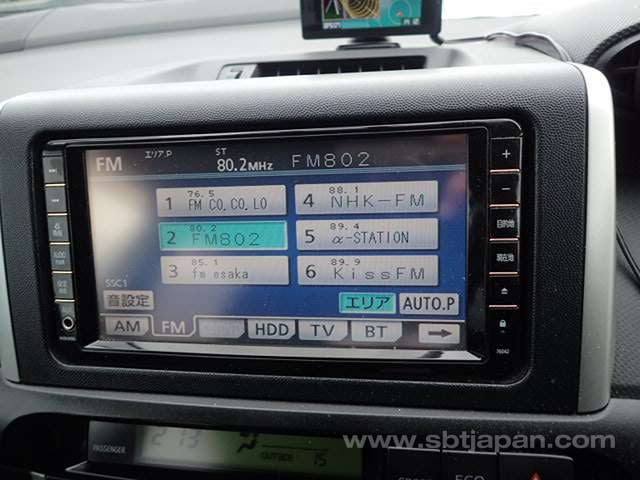 FM エリア.P ST 80.2MHz FM802
1 76.5 FM CO.CO.LO
4 88.1 NHK-FM
2 80.2 FM802
5 89.4 α-STATION
3 85.1 fm osaka
6 89.9 KissFM
SSC1
音設定
エリア AUTO.P
AM FM HDD TV BT
+
−
目的地
現在地
76042
PASSENGER
OUTSIDE 15
www.sbtjapan.com